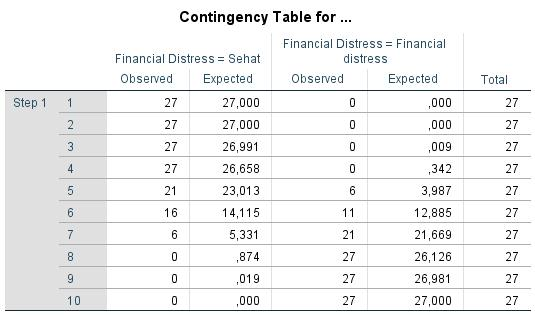 Contingency Table for ...
Financial Distress = Sehat Financial Distress = Financial distress
Observed Expected Observed Expected Total
Step 1 1 27 27,000 0 ,000 27
2 27 27,000 0 ,000 27
3 27 26,991 0 ,009 27
4 27 26,658 0 ,342 27
5 21 23,013 6 3,987 27
6 16 14,115 11 12,885 27
7 6 5,331 21 21,669 27
8 0 ,874 27 26,126 27
9 0 ,019 27 26,981 27
10 0 ,000 27 27,000 27